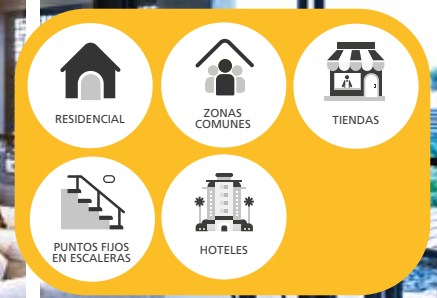 RESIDENCIAL
ZONAS
COMUNES
TIENDAS
PUNTOS FIJOS
EN ESCALERAS
HOTELES